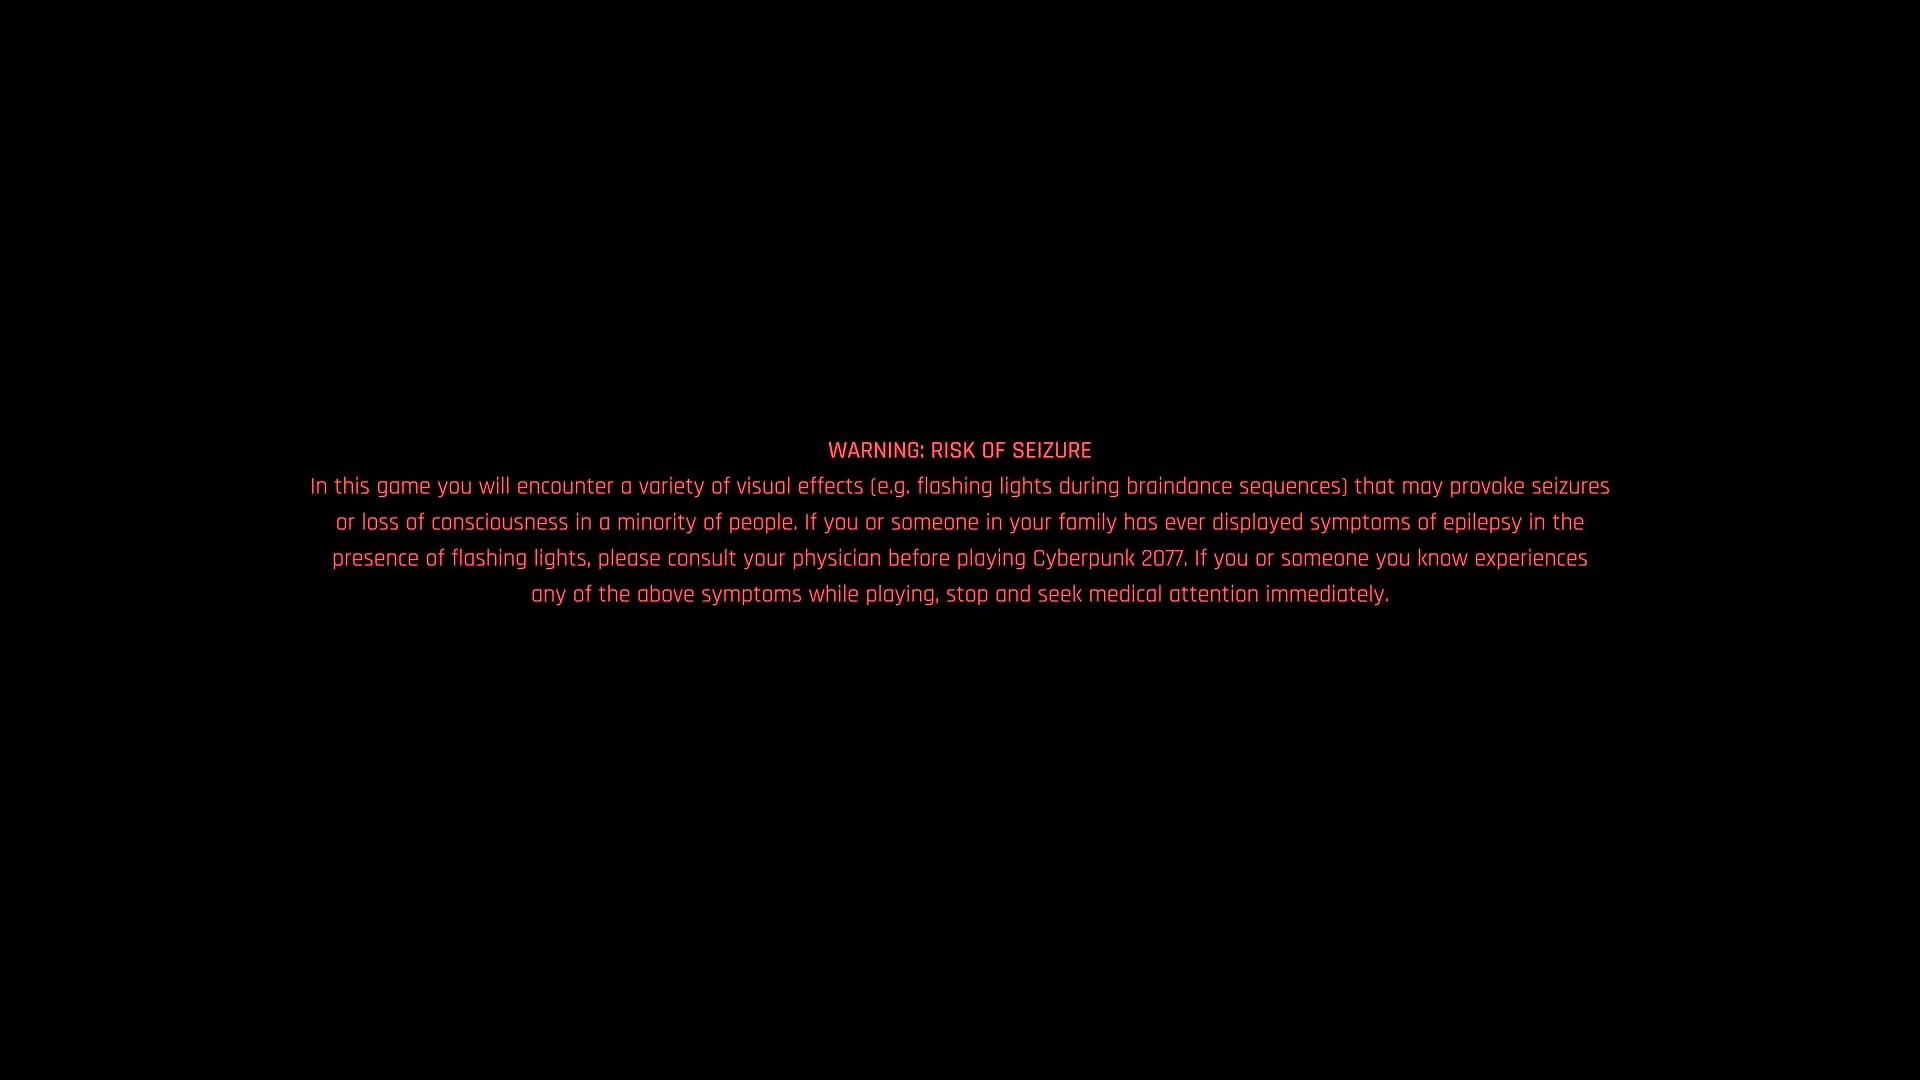 WARNING: RISK OF SEIZURE
In this game you will encounter a variety of visual effects (e.g. flashing lights during braindance sequences) that may provoke seizures
or loss of consciousness in a minority of people. If you or someone in your family has ever displayed symptoms of epilepsy in the
presence of flashing lights, please consult your physician before playing Cyberpunk 2077. If you or someone you know experiences
any of the above symptoms while playing, stop and seek medical attention immediately.